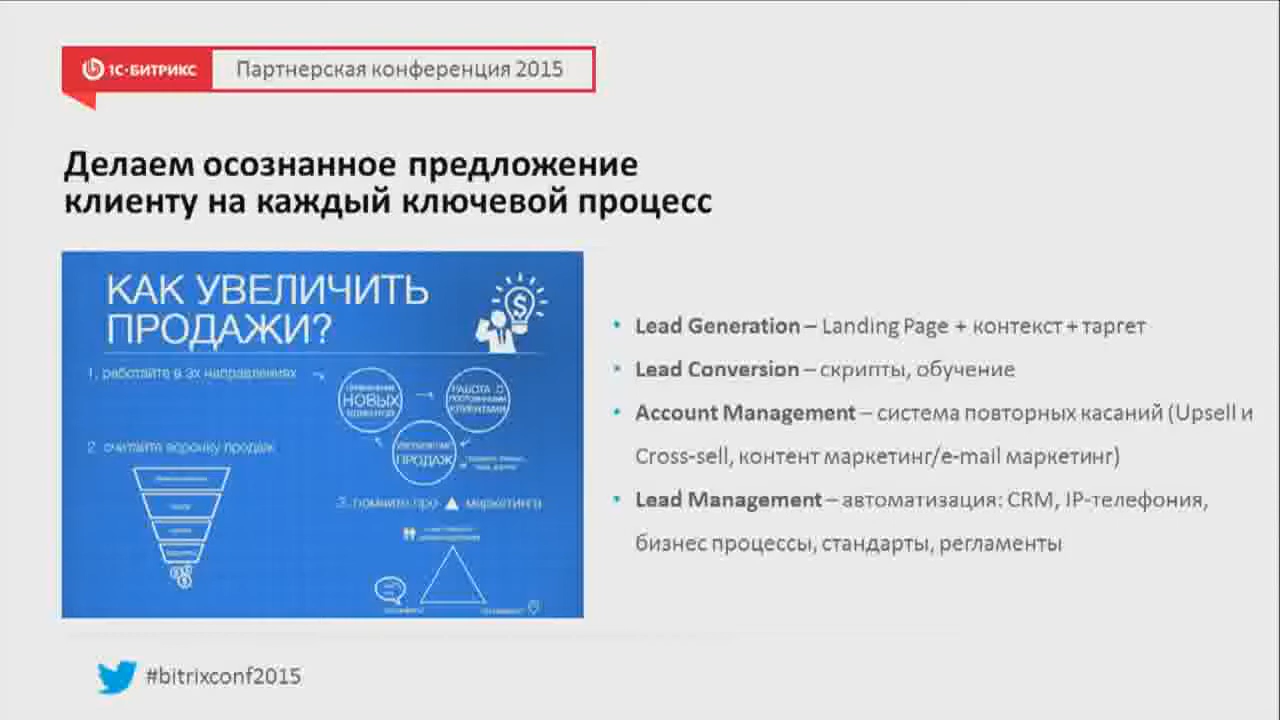 1С-БИТРИКС
Партнерская конференция 2015
Делаем осознанное предложение
клиенту на каждый ключевой процесс
КАК УВЕЛИЧИТЬ
ПРОДАЖИ?
1. работайте в 3х направлениях
НОВЫХ
РАБОТА С
ПОСТОЯННЫМИ
КЛИЕНТАМИ
ПРОДАЖ
2. считайте воронку продаж
3. помните про маркетинга
• Lead Generation – Landing Page + контекст + таргет
• Lead Conversion – скрипты, обучение
• Account Management – система повторных касаний (Upsell и
Cross-sell, контент маркетинг/e-mail маркетинг)
• Lead Management – автоматизация: CRM, IP-телефония,
бизнес процессы, стандарты, регламенты
#bitrixconf2015